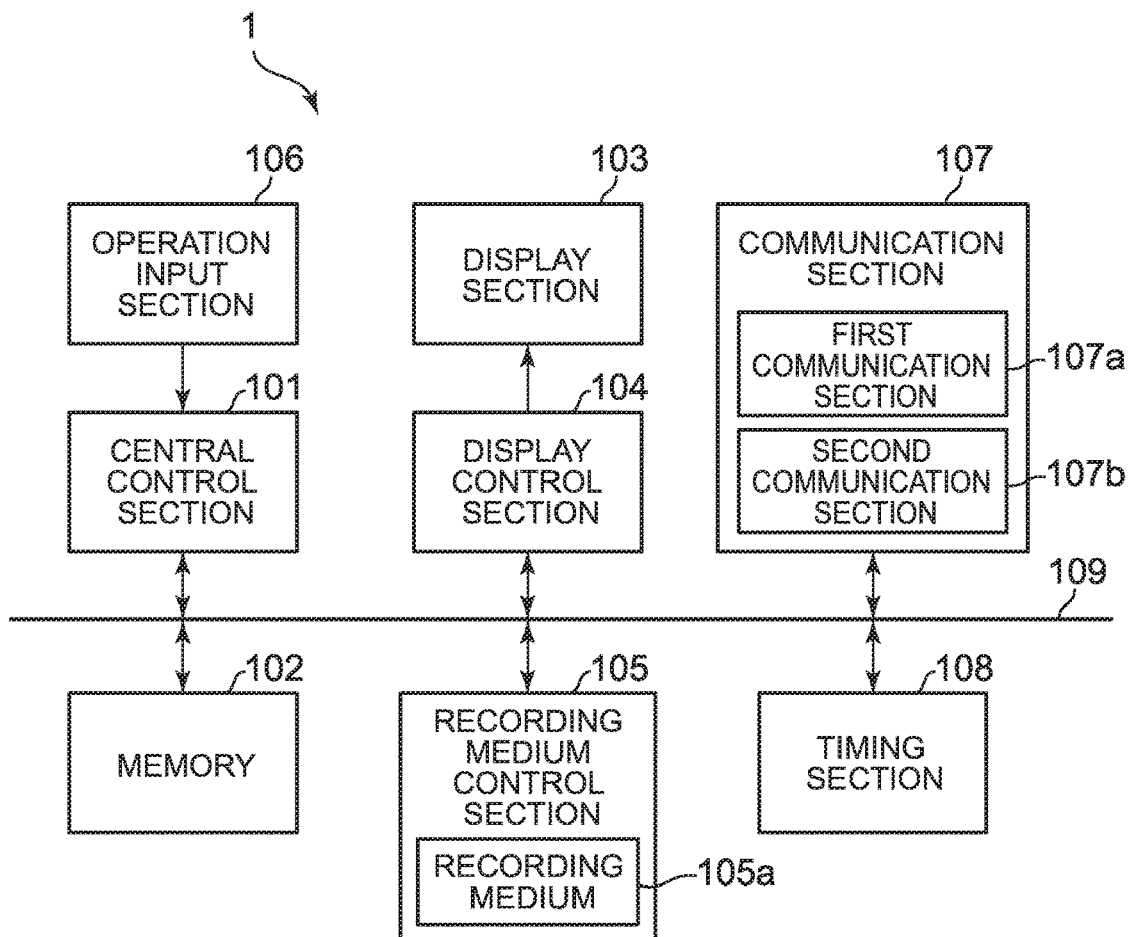 1
106
OPERATION
INPUT
SECTION
103
DISPLAY
SECTION
107
COMMUNICATION
SECTION
FIRST
COMMUNICATION
SECTION
107a
SECOND
COMMUNICATION
SECTION
107b
101
CENTRAL
CONTROL
SECTION
104
DISPLAY
CONTROL
SECTION
109
102
MEMORY
105
RECORDING
MEDIUM
CONTROL
SECTION
RECORDING
MEDIUM
105a
108
TIMING
SECTION